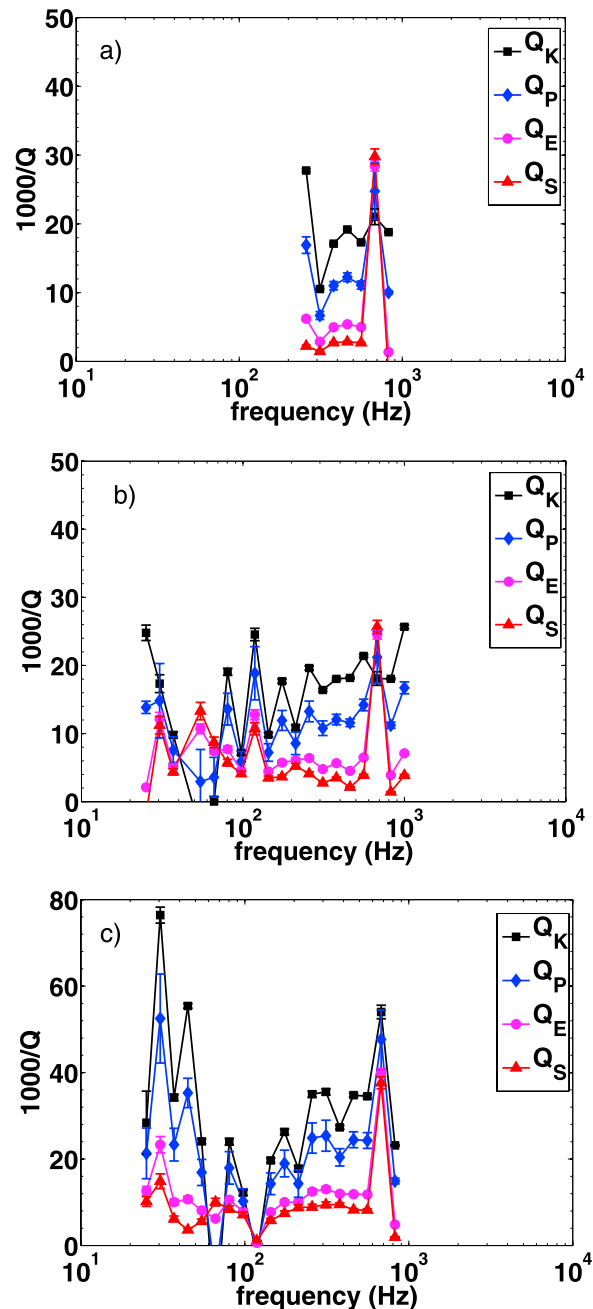 a)
50
40
30
20
10
0
1000/Q
Q_K
Q_P
Q_E
Q_S
10^1 10^2 10^3 10^4
frequency (Hz)
b)
50
40
30
20
10
0
1000/Q
Q_K
Q_P
Q_E
Q_S
10^1 10^2 10^3 10^4
frequency (Hz)
c)
80
60
40
20
0
1000/Q
Q_K
Q_P
Q_E
Q_S
10^1 10^2 10^3 10^4
frequency (Hz)